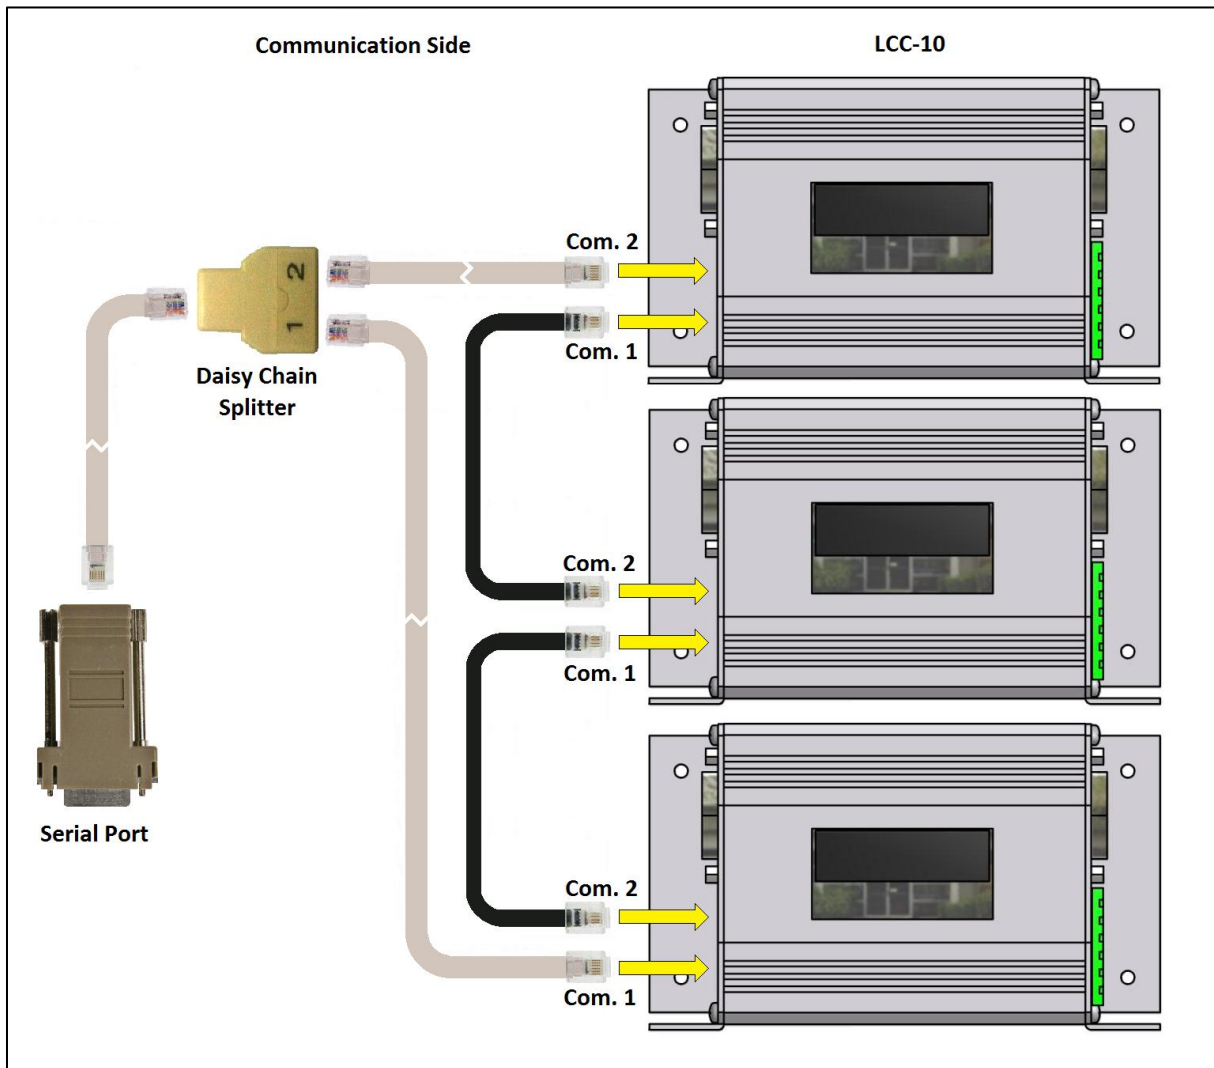 Communication Side
LCC-10
Com. 2
2
1
Com. 1
Daisy Chain
Splitter
Com. 2
Com. 1
Serial Port
Com. 2
Com. 1